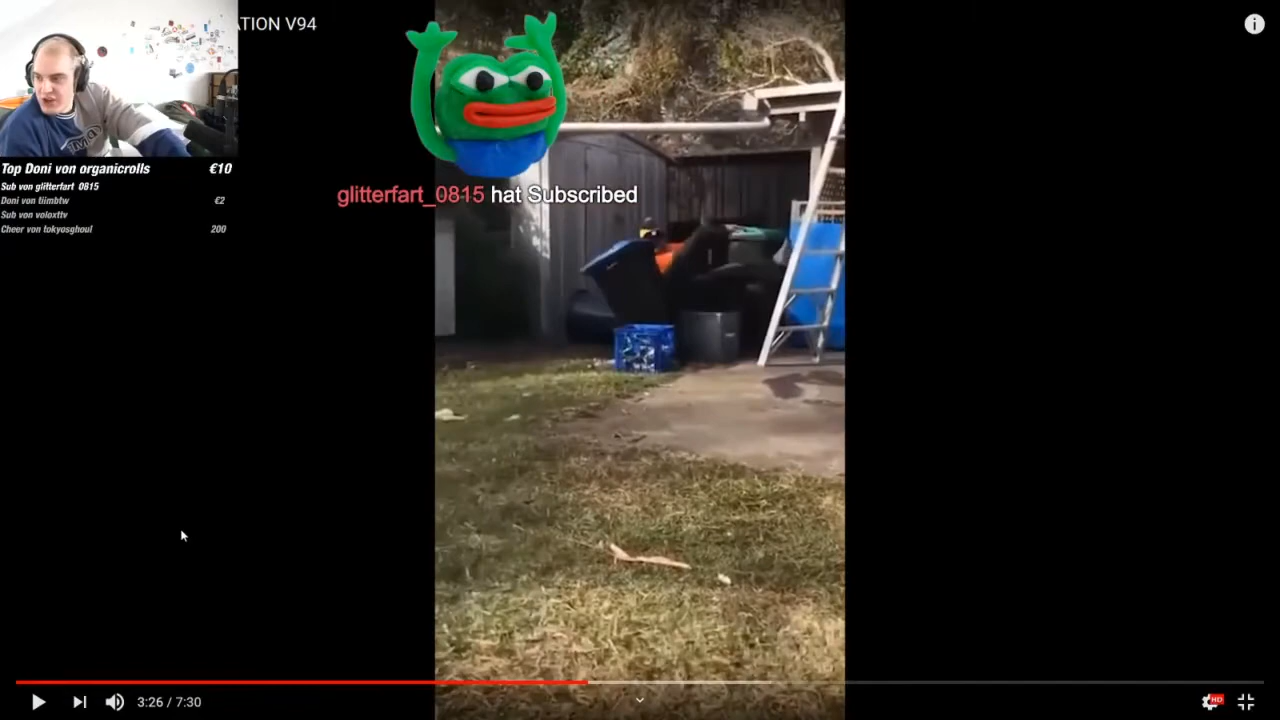 ATION V94
Top Doni von organicrolls €10
Sub von glitterfart_0815
Doni von tiimbtw €2
Sub von voloxttv
Cheer von tokyosghoul 200
glitterfart_0815 hat Subscribed
3:26 / 7:30
HD